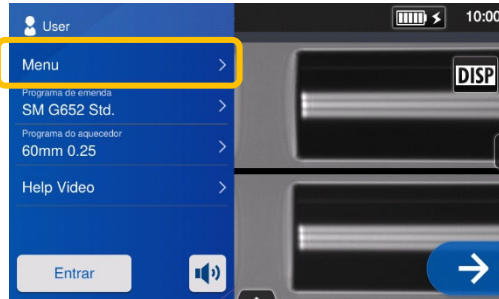 User
10:00
Menu
DISP
Programa de emenda
SM G652 Std.
Programa do aquecedor
60mm 0.25
Help Video
Entrar